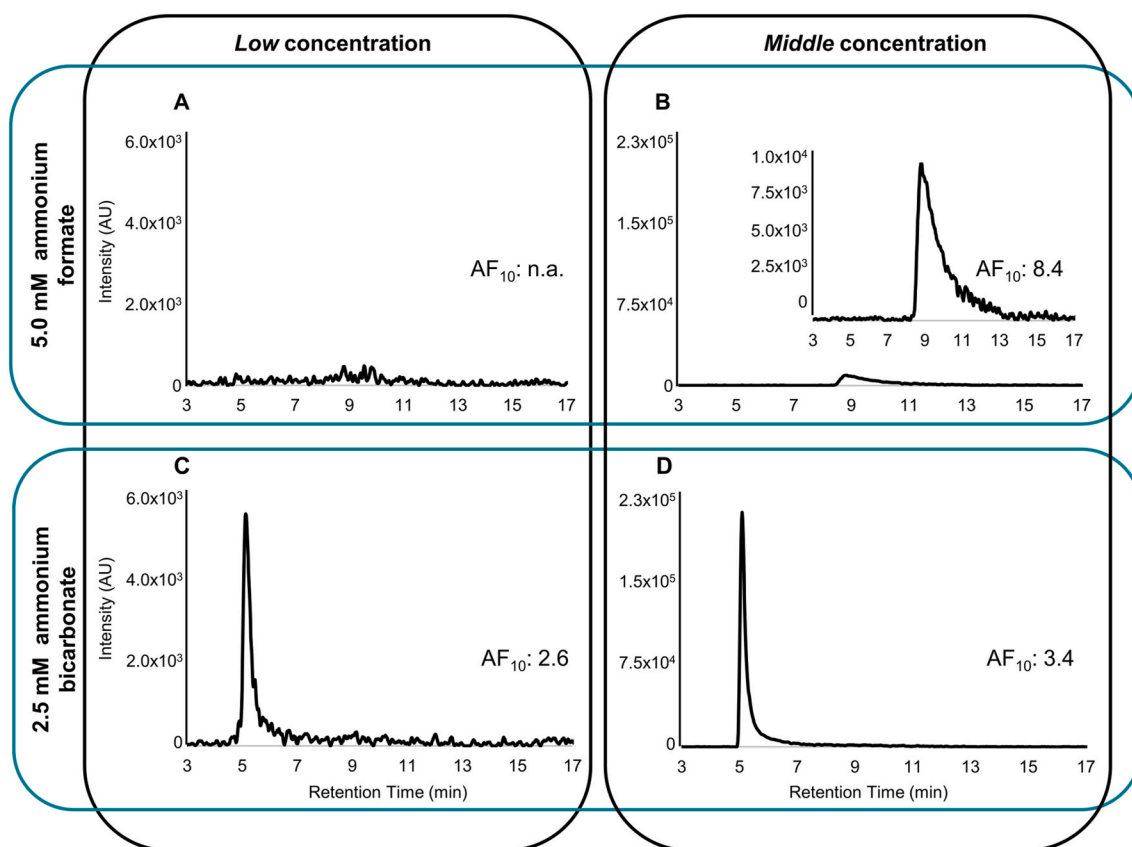 Low concentration
Middle concentration
5.0 mM ammonium
formate
A
Intensity (AU)
6.0x10³
4.0x10³
2.0x10³
0
AF₁₀: n.a.
3 5 7 9 11 13 15 17
B
2.3x10⁵
1.5x10⁵
7.5x10⁴
0
1.0x10⁴
7.5x10³
5.0x10³
2.5x10³
0
AF₁₀: 8.4
3 5 7 9 11 13 15 17
3 5 7 9 11 13 15 17
2.5 mM ammonium
bicarbonate
C
Intensity (AU)
6.0x10³
4.0x10³
2.0x10³
0
AF₁₀: 2.6
3 5 7 9 11 13 15 17
Retention Time (min)
D
2.3x10⁵
1.5x10⁵
7.5x10⁴
0
AF₁₀: 3.4
3 5 7 9 11 13 15 17
Retention Time (min)